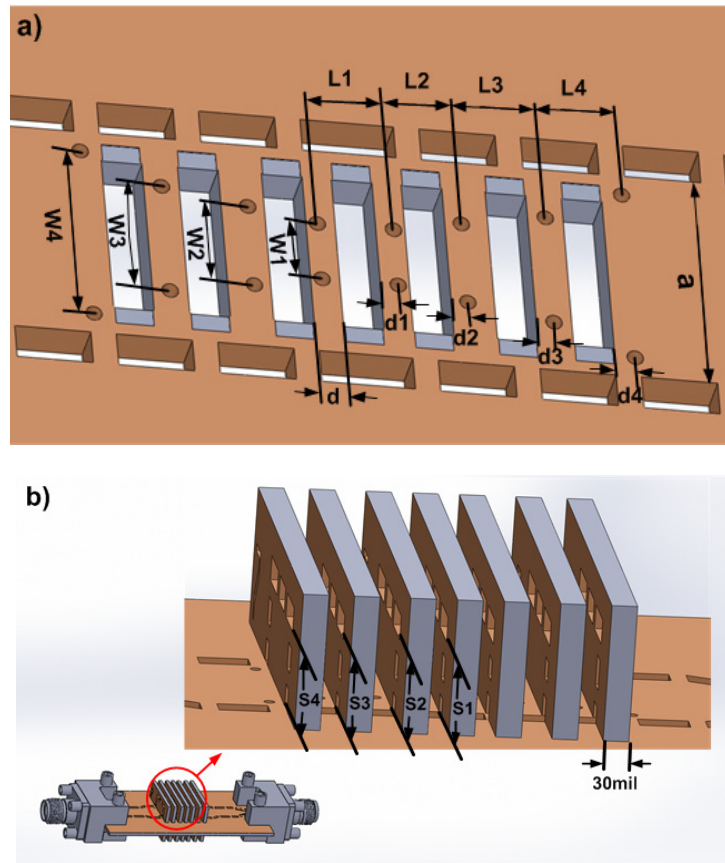 a)
L1 L2 L3 L4
W4 W3 W2 W1 a
d1 d2 d3 d4
d
b)
S4 S3 S2 S1
30mil